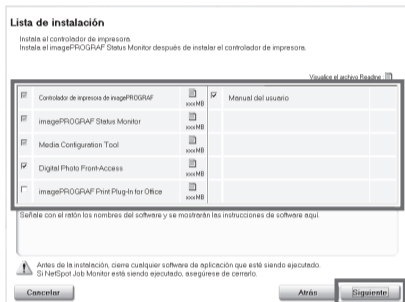 Lista de instalación
Instala el controlador de impresora.
Instala el imagePROGRAF Status Monitor después de instalar el controlador de impresora.
Visualice el archivo Readme
Controlador de impresora de imagePROGRAF
xxxMB
Manual del usuario
imagePROGRAF Status Monitor
xxxMB
Media Configuration Tool
xxxMB
Digital Photo Front-Access
xxxMB
imagePROGRAF Print Plug-In for Office
xxxMB
Señale con el ratón los nombres del software y se mostrarán las instrucciones de software aquí.
Antes de la instalación, cierre cualquier software de aplicación que esté siendo ejecutado.
Si NetSpot Job Monitor está siendo ejecutado, asegúrese de cerrarlo.
Cancelar
Atrás
Siguiente